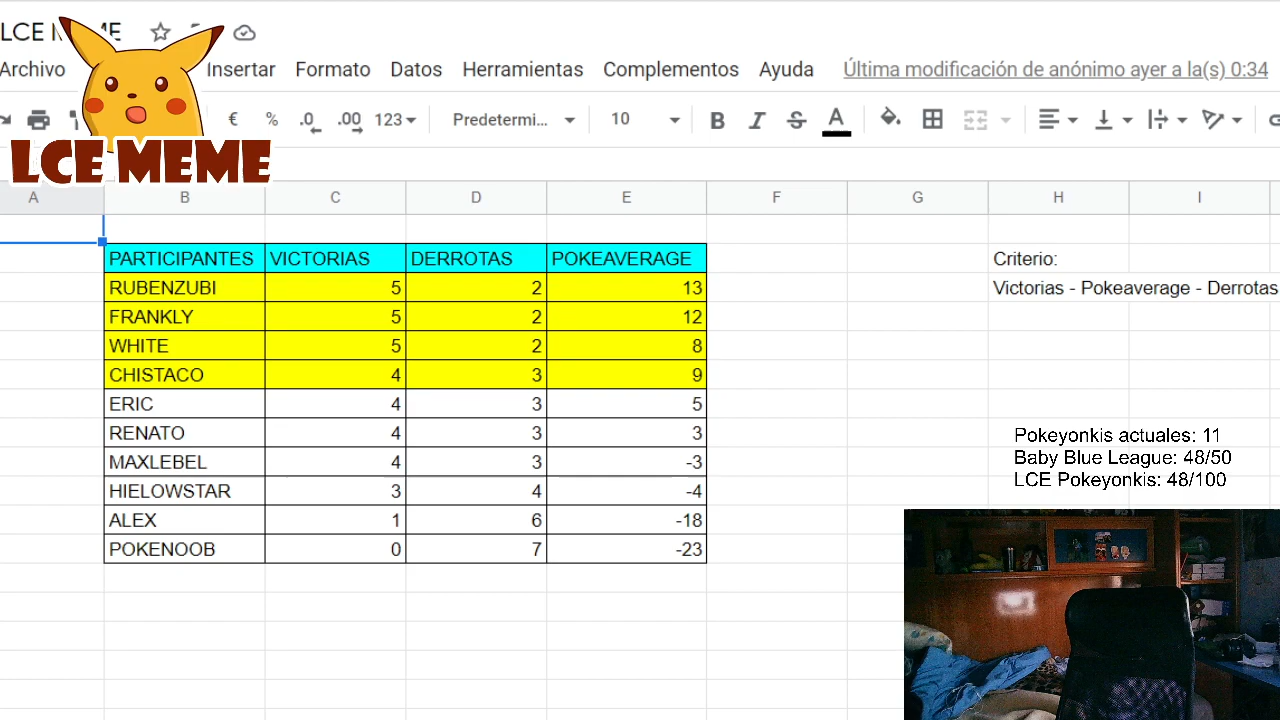 LCE MEME
Archivo Insertar Formato Datos Herramientas Complementos Ayuda Última modificación de anónimo ayer a la(s) 0:34
€ % .0 .00 123 Predetermi... 10 B I S A
LCE MEME
A B C D E F G H I
PARTICIPANTES VICTORIAS DERROTAS POKEAVERAGE Criterio:
RUBENZUBI 5 2 13 Victorias - Pokeaverage - Derrotas
FRANKLY 5 2 12
WHITE 5 2 8
CHISTACO 4 3 9
ERIC 4 3 5
RENATO 4 3 3
MAXLEBEL 4 3 -3
HIELOWSTAR 3 4 -4
ALEX 1 6 -18
POKENOOB 0 7 -23
Pokeyonkis actuales: 11
Baby Blue League: 48/50
LCE Pokeyonkis: 48/100